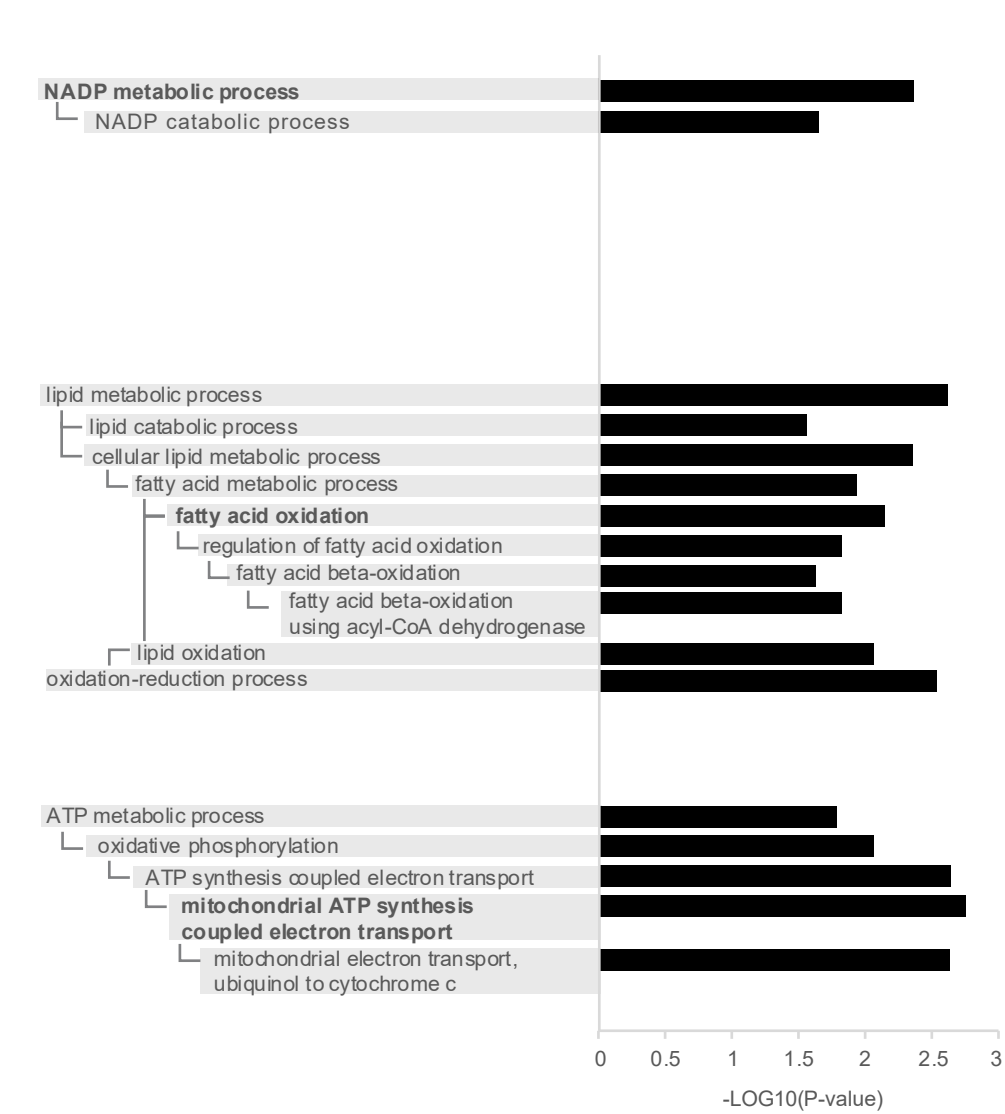 NADP metabolic process
NADP catabolic process
lipid metabolic process
lipid catabolic process
cellular lipid metabolic process
fatty acid metabolic process
fatty acid oxidation
regulation of fatty acid oxidation
fatty acid beta-oxidation
fatty acid beta-oxidation
using acyl-CoA dehydrogenase
lipid oxidation
oxidation-reduction process
ATP metabolic process
oxidative phosphorylation
ATP synthesis coupled electron transport
mitochondrial ATP synthesis
coupled electron transport
mitochondrial electron transport,
ubiquinol to cytochrome c
0 0.5 1 1.5 2 2.5 3
-LOG10(P-value)